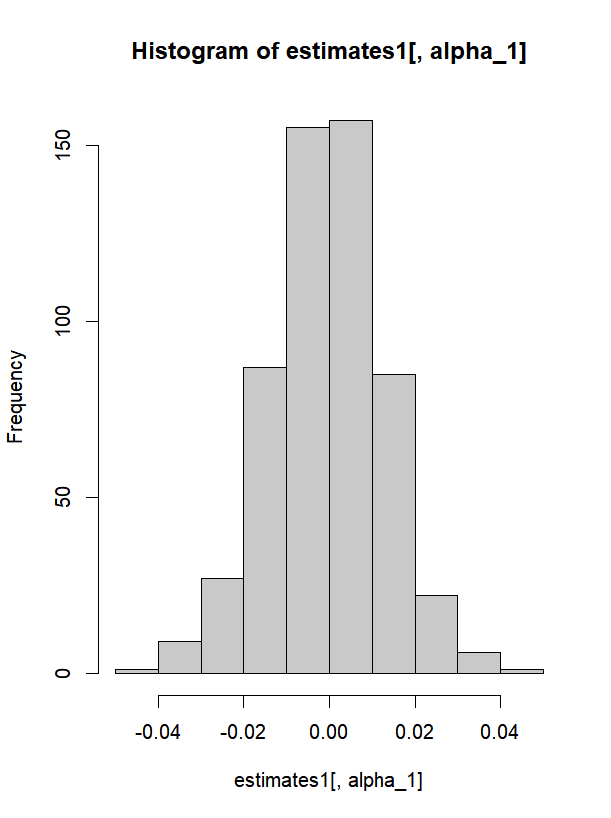 Histogram of estimates1[, alpha_1]
150
100
50
0
Frequency
-0.04 -0.02 0.00 0.02 0.04
estimates1[, alpha_1]